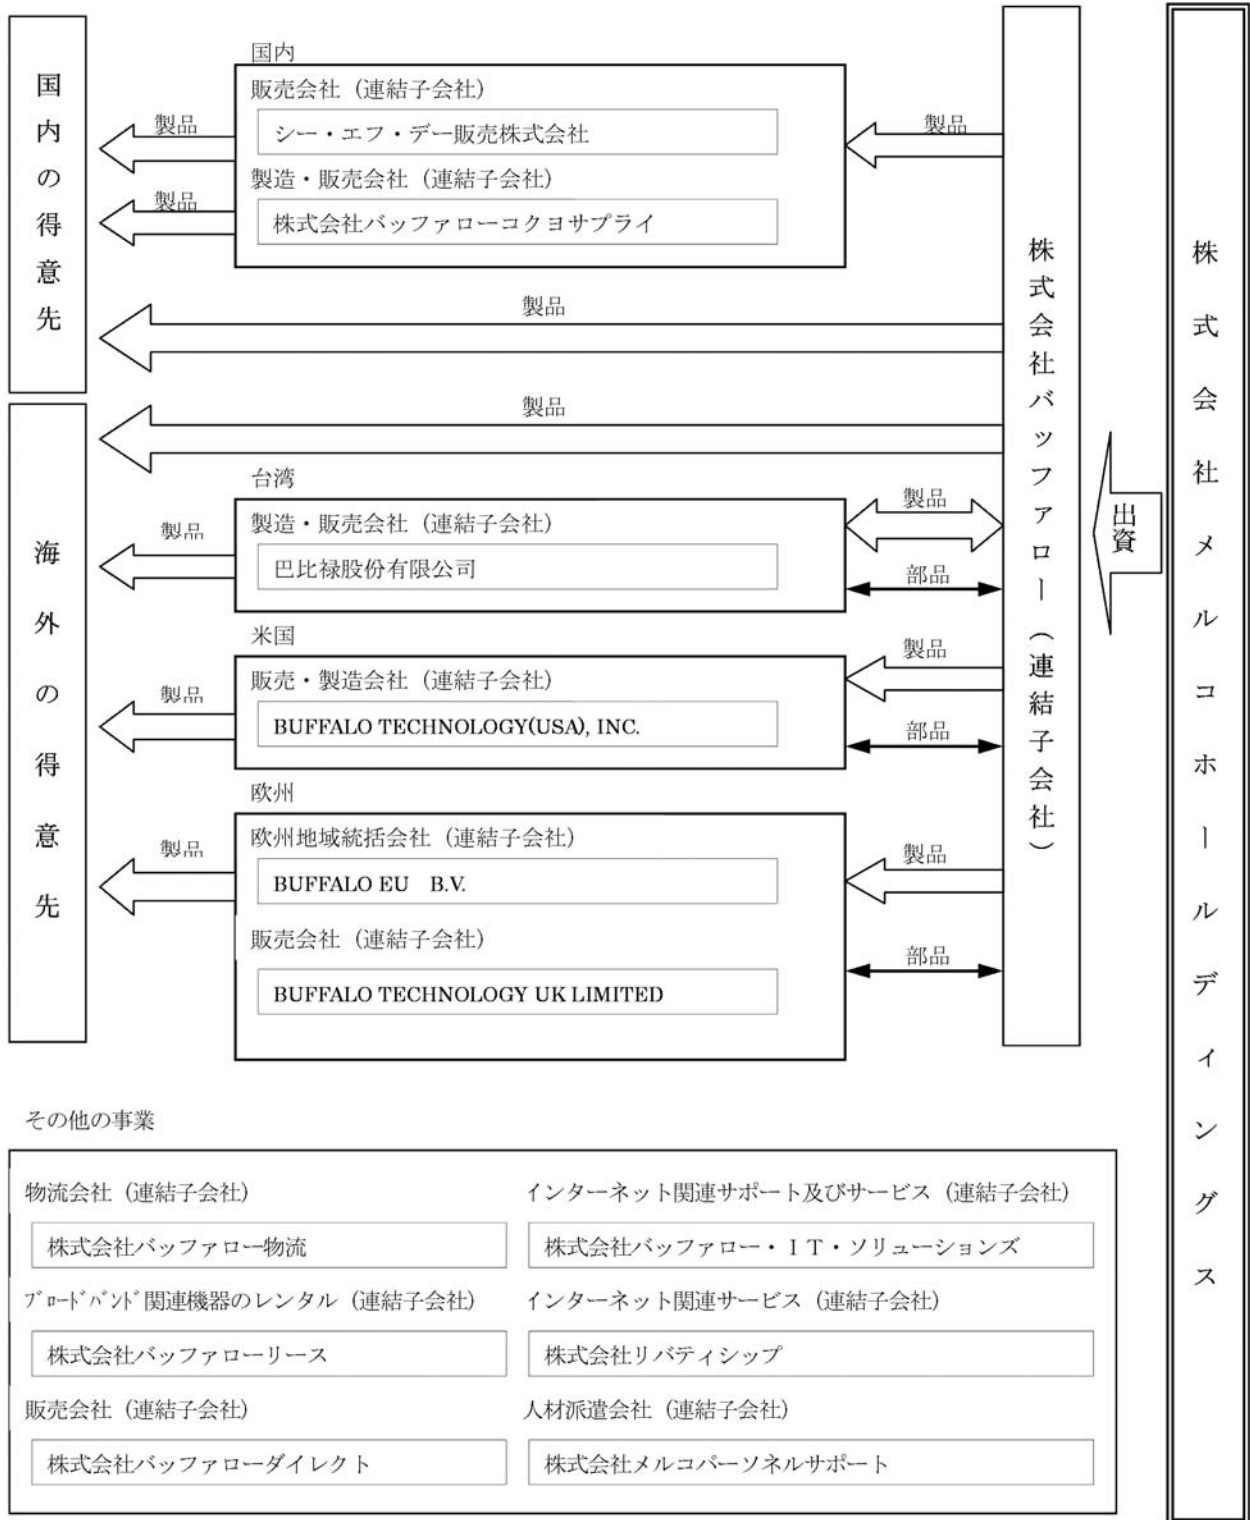 国内の得意先
国内
販売会社（連結子会社）
製品
シー・エフ・デー販売株式会社
製品
製造・販売会社（連結子会社）
製品
株式会社バッファローコクヨサプライ
製品
海外の得意先
製品
台湾
製造・販売会社（連結子会社）
製品
巴比禄股份有限公司
製品
部品
米国
販売・製造会社（連結子会社）
製品
BUFFALO TECHNOLOGY(USA), INC.
製品
部品
欧州
欧州地域統括会社（連結子会社）
製品
BUFFALO EU　B.V.
製品
販売会社（連結子会社）
BUFFALO TECHNOLOGY UK LIMITED
部品
株式会社バッファロー（連結子会社）
出資
株式会社メルコホールディングス
その他の事業
物流会社（連結子会社）
株式会社バッファロー物流
ﾌﾞﾛｰﾄﾞﾊﾞﾝﾄﾞ関連機器のレンタル（連結子会社）
株式会社バッファローリース
販売会社（連結子会社）
株式会社バッファローダイレクト
インターネット関連サポート及びサービス（連結子会社）
株式会社バッファロー・ＩＴ・ソリューションズ
インターネット関連サービス（連結子会社）
株式会社リバティシップ
人材派遣会社（連結子会社）
株式会社メルコパーソネルサポート